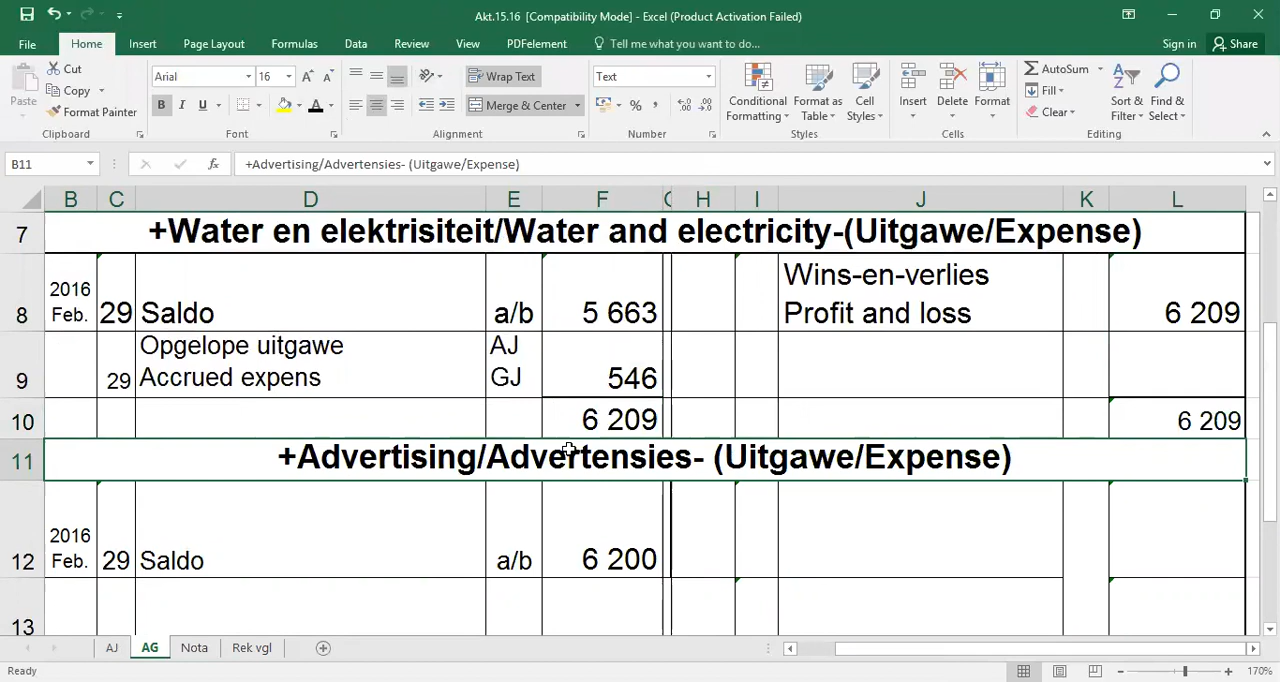 Akt.15.16 [Compatibility Mode] - Excel (Product Activation Failed)
File Home Insert Page Layout Formulas Data Review View PDFelement Tell me what you want to do... Sign in Share
Paste Cut Copy Format Painter Clipboard
Arial 16 A A B I U A Font
Wrap Text Merge & Center Alignment
Text % , Number
Conditional Formatting Format as Table Cell Styles Styles
Insert Delete Format Cells
AutoSum Fill Clear Sort & Filter Find & Select Editing
B11 fx +Advertising/Advertensies- (Uitgawe/Expense)
B C D E F G H I J K L
7 +Water en elektrisiteit/Water and electricity-(Uitgawe/Expense)
8 2016 Feb. 29 Saldo a/b 5 663 Wins-en-verlies Profit and loss 6 209
9 29 Opgelope uitgawe Accrued expens AJ GJ 546
10 6 209 6 209
11 +Advertising/Advertensies- (Uitgawe/Expense)
12 2016 Feb. 29 Saldo a/b 6 200
13
AJ AG Nota Rek vgl
Ready 170%